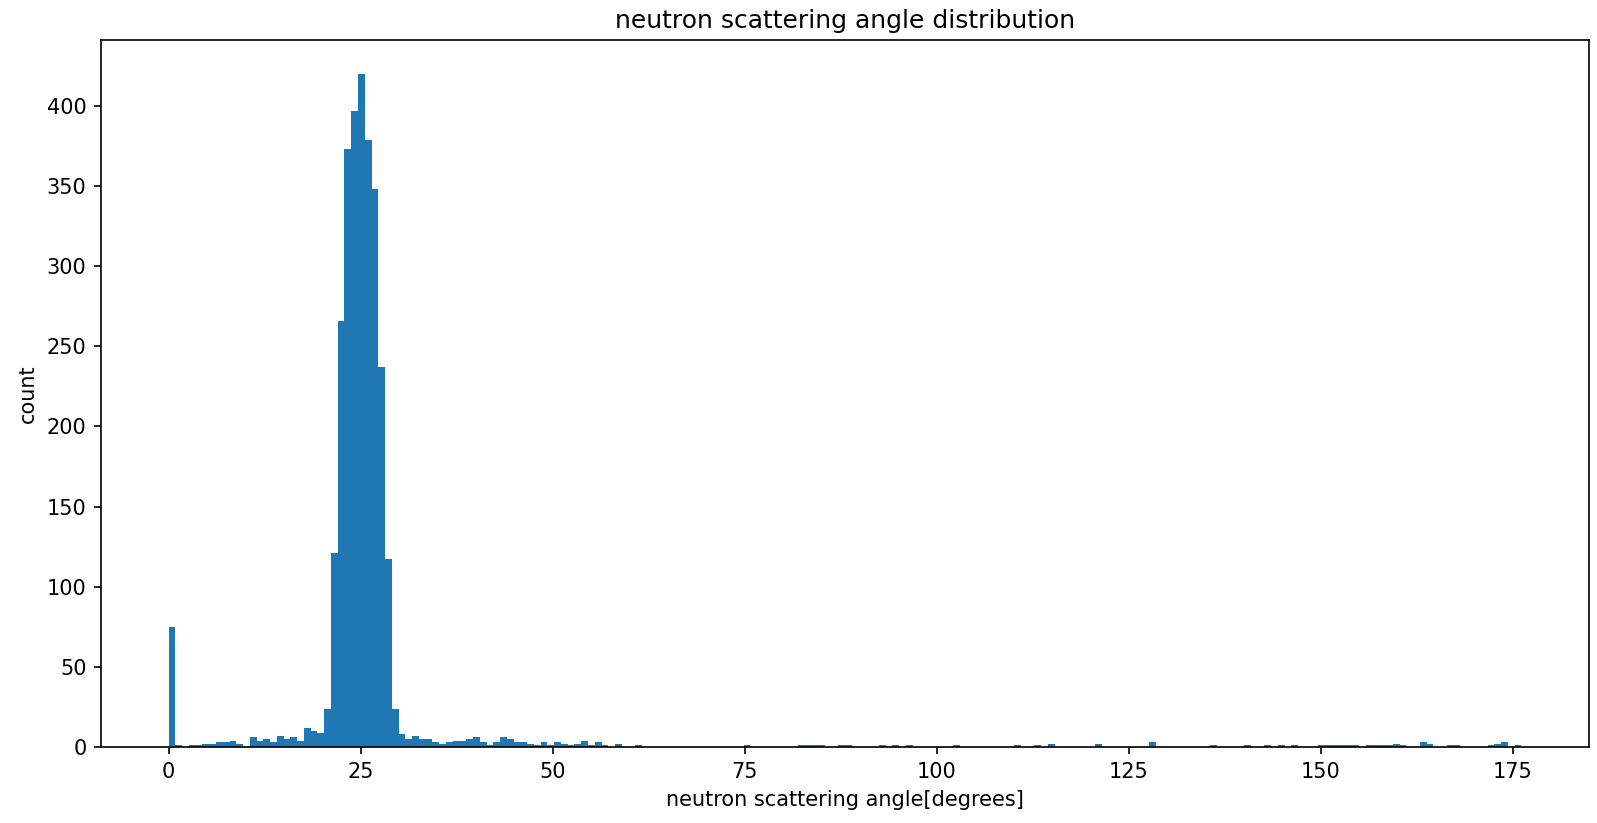 neutron scattering angle distribution
400
350
300
250
200
150
100
50
0
count
0 25 50 75 100 125 150 175
neutron scattering angle[degrees]